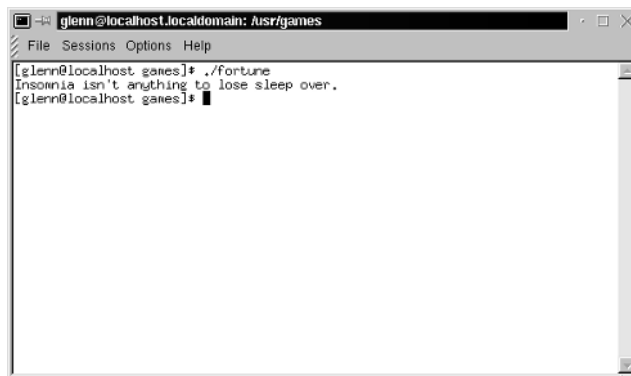 glenn@localhost.localdomain: /usr/games
File Sessions Options Help
[glenn@localhost games]$ ./fortune
Insomnia isn't anything to lose sleep over.
[glenn@localhost games]$